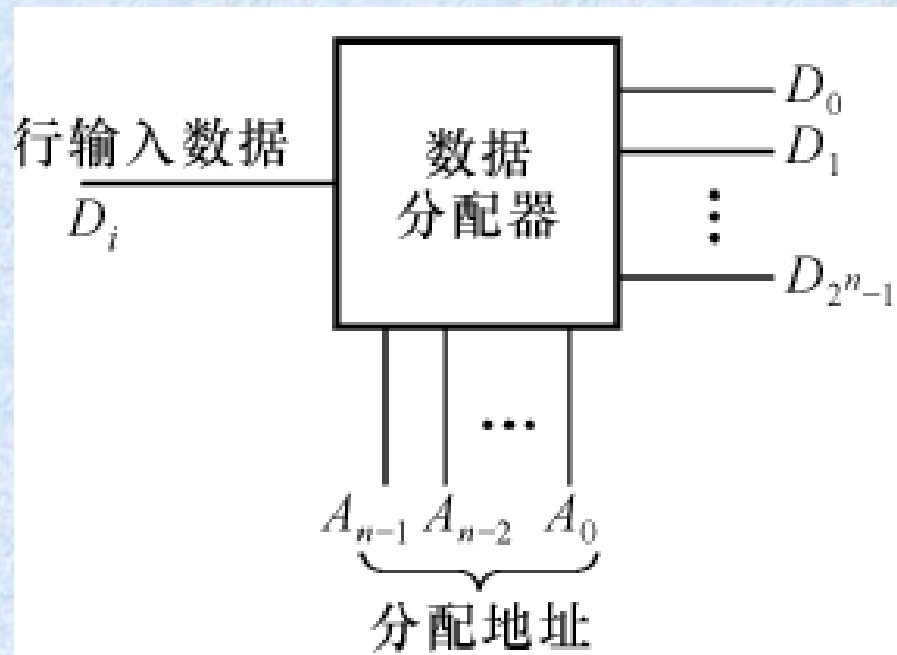 行输入数据
D_i
数据
分配器
D_0
D_1
⋮
D_{2^n-1}
⋯
A_{n-1} A_{n-2} A_0
分配地址